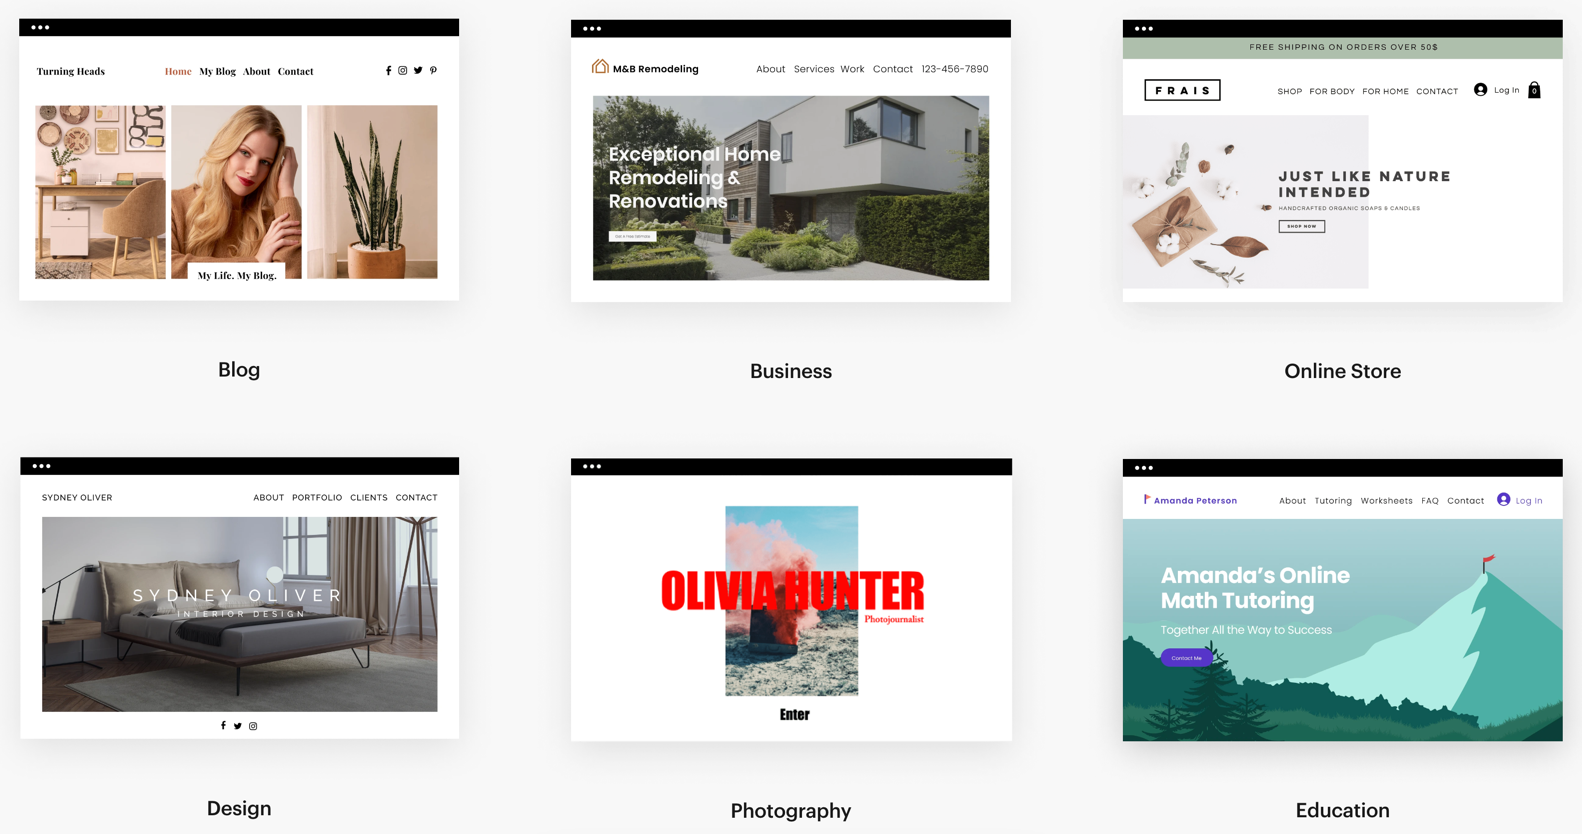 Turning Heads
Home My Blog About Contact
My Life. My Blog.
Blog
M&B Remodeling
About Services Work Contact 123-456-7890
Exceptional Home
Remodeling &
Renovations
Get a Free Estimate
Business
FREE SHIPPING ON ORDERS OVER 50$
FRAIS
SHOP FOR BODY FOR HOME CONTACT Log In 0
JUST LIKE NATURE
INTENDED
HANDCRAFTED ORGANIC SOAPS & CANDLES
SHOP NOW
Online Store
SYDNEY OLIVER
ABOUT PORTFOLIO CLIENTS CONTACT
SYDNEY OLIVER
INTERIOR DESIGN
Design
OLIVIA HUNTER
Photojournalist
Enter
Photography
Amanda Peterson
About Tutoring Worksheets FAQ Contact Log In
Amanda's Online
Math Tutoring
Together All the Way to Success
Contact Me
Education